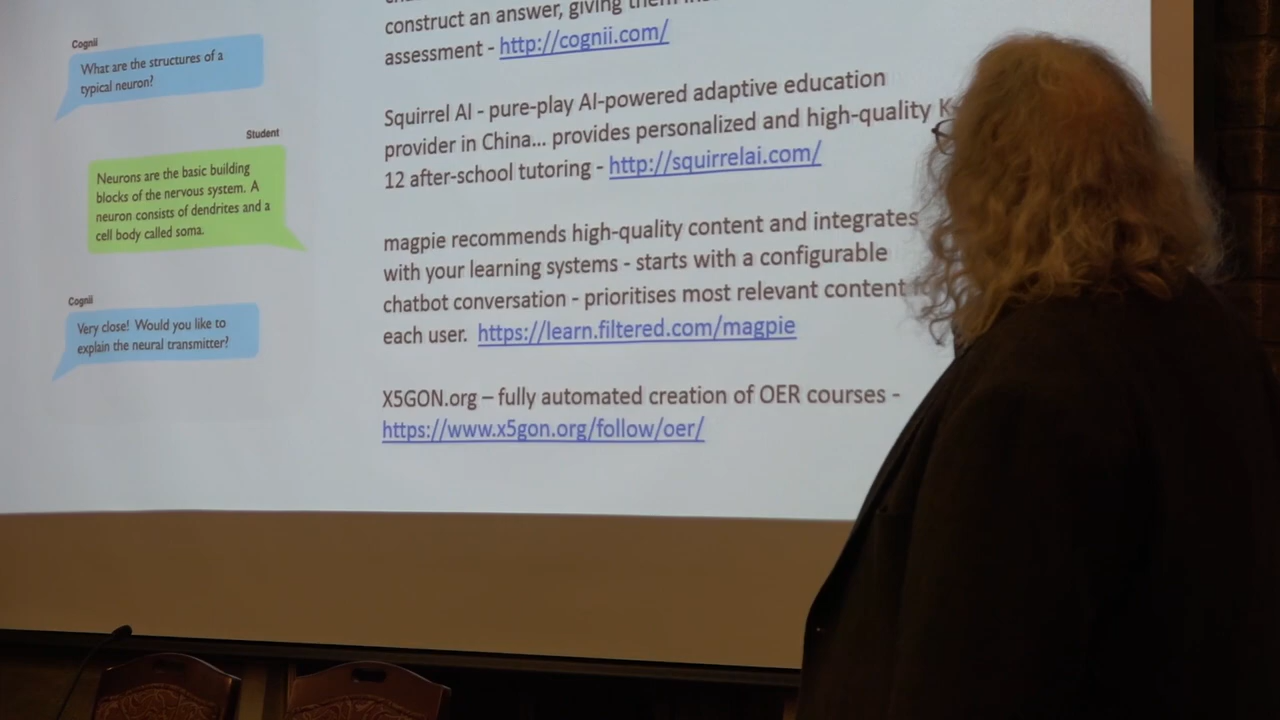 Cognii
What are the structures of a
typical neuron?
Student
Neurons are the basic building
blocks of the nervous system. A
neuron consists of dendrites and a
cell body called soma.
Cognii
Very close! Would you like to
explain the neural transmitter?
construct an answer, giving them
assessment - http://cognii.com/
Squirrel AI - pure-play AI-powered adaptive education
provider in China... provides personalized and high-quality K
12 after-school tutoring - http://squirrelai.com/
magpie recommends high-quality content and integrates
with your learning systems - starts with a configurable
chatbot conversation - prioritises most relevant content
each user. https://learn.filtered.com/magpie
X5GON.org – fully automated creation of OER courses -
https://www.x5gon.org/follow/oer/